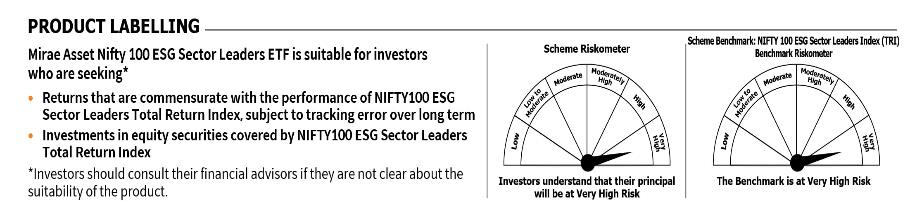 PRODUCT LABELLING
Mirae Asset Nifty 100 ESG Sector Leaders ETF is suitable for investors
who are seeking*
• Returns that are commensurate with the performance of NIFTY100 ESG
Sector Leaders Total Return Index, subject to tracking error over long term
• Investments in equity securities covered by NIFTY100 ESG Sector Leaders
Total Return Index
*Investors should consult their financial advisors if they are not clear about the
suitability of the product.
Scheme Riskometer
Low
Low to
Moderate
Moderate
Moderately
High
High
Very
High
Investors understand that their principal
will be at Very High Risk
Scheme Benchmark: NIFTY 100 ESG Sector Leaders Index (TRI)
Benchmark Riskometer
Low
Low to
Moderate
Moderate
Moderately
High
High
Very
High
The Benchmark is at Very High Risk